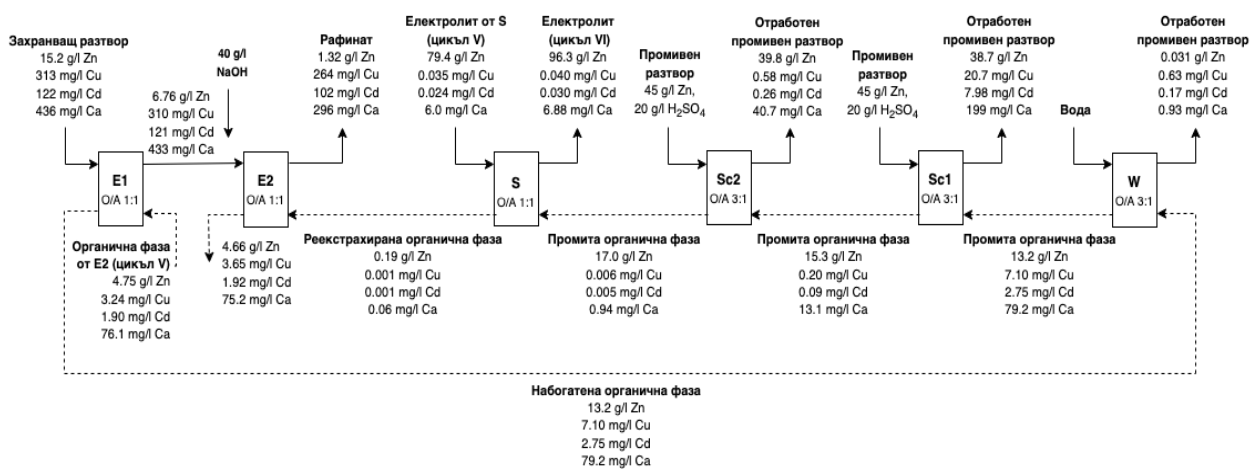 Захранващ разтвор
15.2 g/l Zn
313 mg/l Cu
122 mg/l Cd
436 mg/l Ca
6.76 g/l Zn
310 mg/l Cu
121 mg/l Cd
433 mg/l Ca
40 g/l
NaOH
Рафинат
1.32 g/l Zn
264 mg/l Cu
102 mg/l Cd
296 mg/l Ca
Електролит от S
(цикъл V)
79.4 g/l Zn
0.035 mg/l Cu
0.024 mg/l Cd
6.0 mg/l Ca
Електролит
(цикъл VI)
96.3 g/l Zn
0.040 mg/l Cu
0.030 mg/l Cd
6.88 mg/l Ca
Промивен
разтвор
45 g/l Zn,
20 g/l H₂SO₄
Отработен
промивен разтвор
39.8 g/l Zn
0.58 mg/l Cu
0.26 mg/l Cd
40.7 mg/l Ca
Промивен
разтвор
45 g/l Zn,
20 g/l H₂SO₄
Отработен
промивен разтвор
38.7 g/l Zn
20.7 mg/l Cu
7.98 mg/l Cd
199 mg/l Ca
Вода
Отработен
промивен разтвор
0.031 g/l Zn
0.63 mg/l Cu
0.17 mg/l Cd
0.93 mg/l Ca
E1
O/A 1:1
E2
O/A 1:1
S
O/A 1:1
Sc2
O/A 3:1
Sc1
O/A 3:1
W
O/A 3:1
Органична фаза
от E2 (цикъл V)
4.75 g/l Zn
3.24 mg/l Cu
1.90 mg/l Cd
76.1 mg/l Ca
4.66 g/l Zn
3.65 mg/l Cu
1.92 mg/l Cd
75.2 mg/l Ca
Реекстрахирана органична фаза
0.19 g/l Zn
0.001 mg/l Cu
0.001 mg/l Cd
0.06 mg/l Ca
Промита органична фаза
17.0 g/l Zn
0.006 mg/l Cu
0.005 mg/l Cd
0.94 mg/l Ca
Промита органична фаза
15.3 g/l Zn
0.20 mg/l Cu
0.09 mg/l Cd
13.1 mg/l Ca
Промита органична фаза
13.2 g/l Zn
7.10 mg/l Cu
2.75 mg/l Cd
79.2 mg/l Ca
Набогатена органична фаза
13.2 g/l Zn
7.10 mg/l Cu
2.75 mg/l Cd
79.2 mg/l Ca